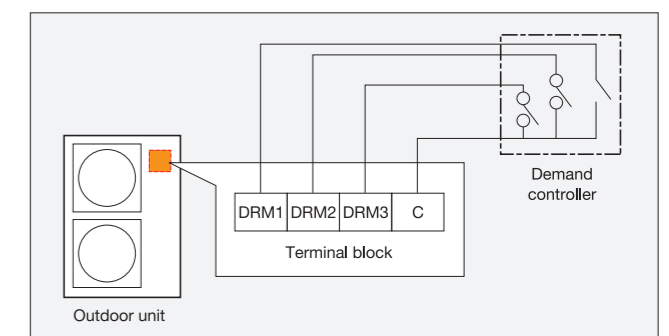 Demand
controller
DRM1 DRM2 DRM3 C
Terminal block
Outdoor unit